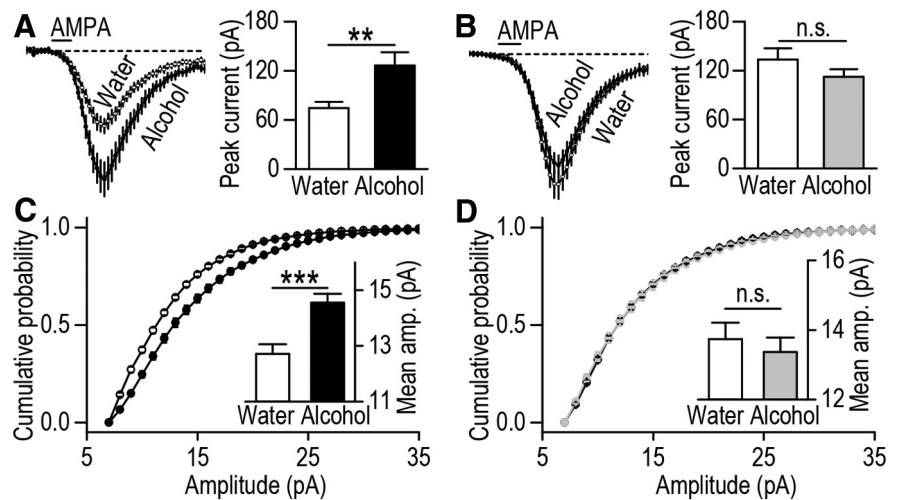 A
AMPA
Water
Alcohol
Peak current (pA)
180
120
60
0
**
Water Alcohol
B
AMPA
Alcohol
Water
Peak current (pA)
180
120
60
0
n.s.
Water Alcohol
C
Cumulative probability
1.0
0.5
0.0
5 15 25 35
Amplitude (pA)
***
15
13
11
Mean amp. (pA)
Water Alcohol
D
Cumulative probability
1.0
0.5
0.0
5 15 25 35
Amplitude (pA)
n.s.
16
14
12
Mean amp. (pA)
Water Alcohol